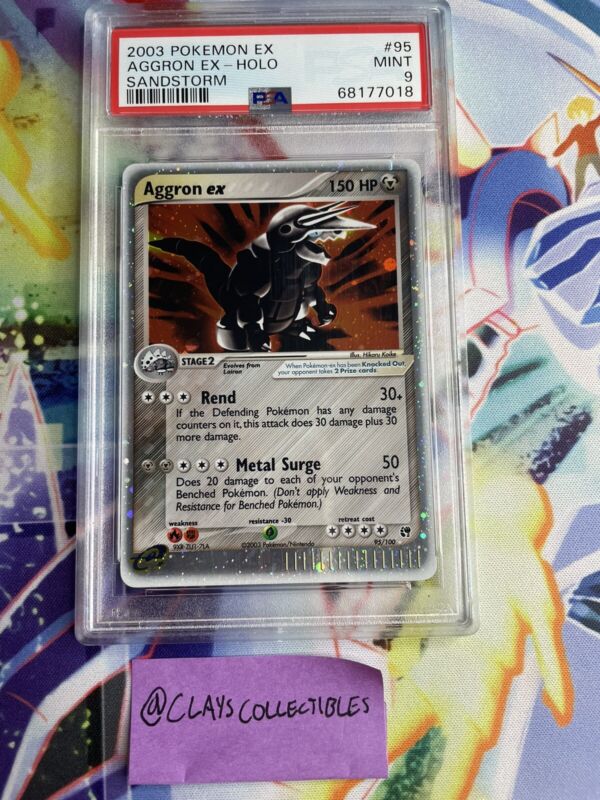 2003 POKEMON EX #95
AGGRON EX-HOLO MINT
SANDSTORM 9
PSA 68177018
Aggron ex 150 HP
Illus. Hikaru Koike
STAGE 2 Evolves from Lairon
When Pokémon-ex has been Knocked Out,
your opponent takes 2 Prize cards.
Rend 30+
If the Defending Pokémon has any damage
counters on it, this attack does 30 damage plus 30
more damage.
Metal Surge 50
Does 20 damage to each of your opponent's
Benched Pokémon. (Don't apply Weakness and
Resistance for Benched Pokémon.)
weakness resistance -30 retreat cost
©2003 Pokémon/Nintendo 95/100
e
@CLAYS COLLECTIBLES